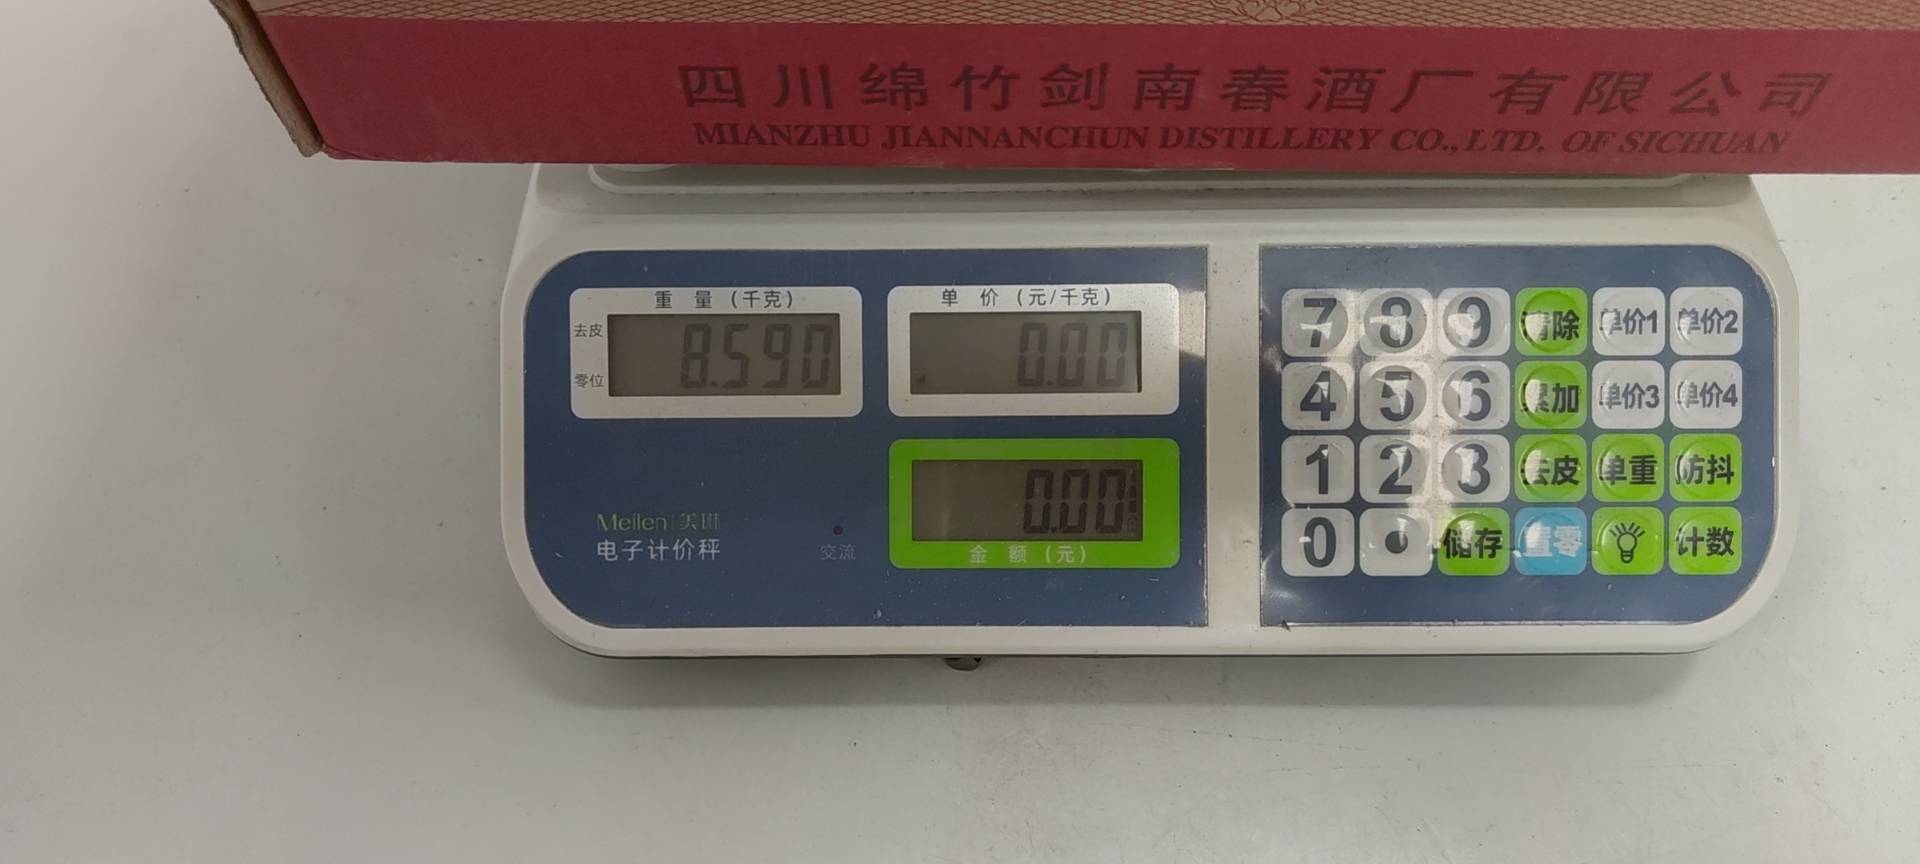 四川绵竹剑南春酒厂有限公司
MIANZHU JIANNANCHUN DISTILLERY CO.,LTD. OF SICHUAN
重 量 (千克)
去皮
零位
8.590
单 价 (元/千克)
0.00
0.00
金 额 (元)
Meilen|美琳
电子计价秤
交流
7 8 9 清除 单价1 单价2
4 5 6 累加 单价3 单价4
1 2 3 去皮 单重 防抖
0 . 储存 置零 计数